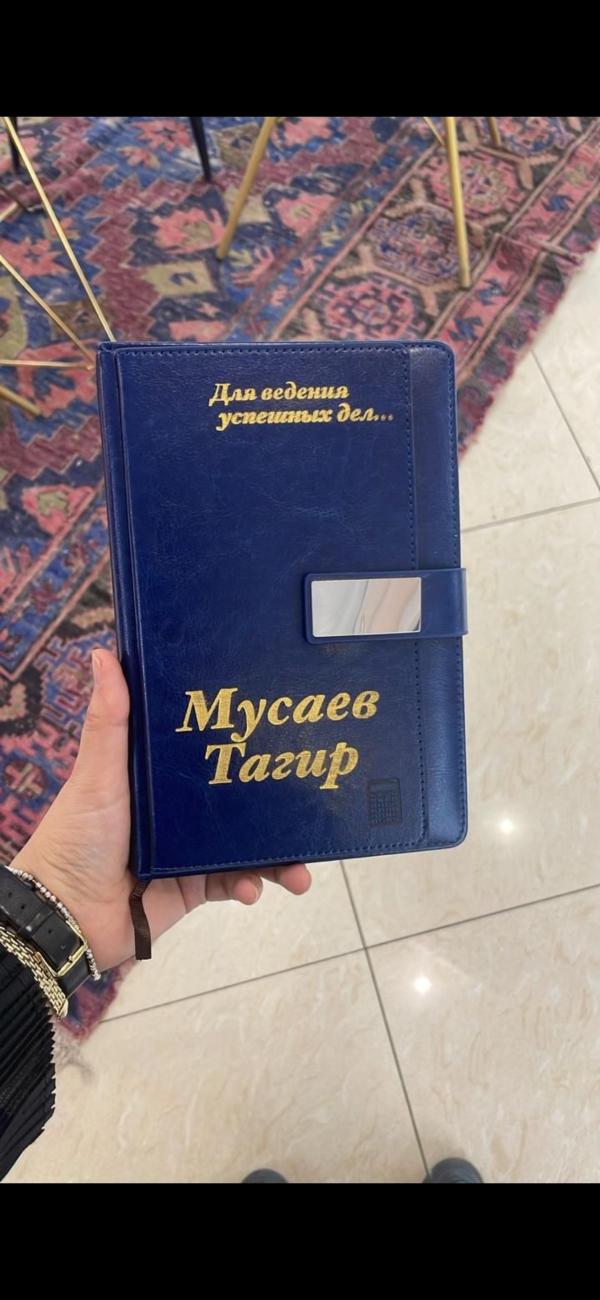 Для ведения
успешных дел...
Мусаев
Тагир